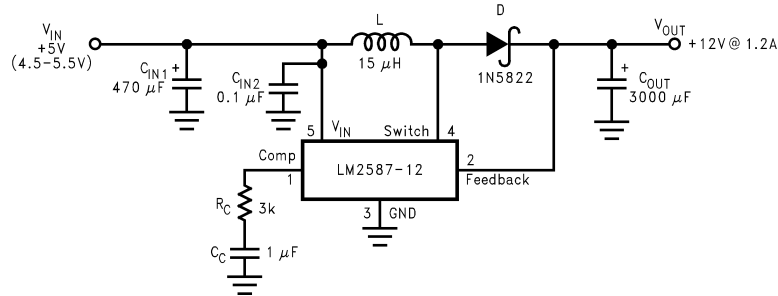 V_IN
+5V
(4.5-5.5V)
C_IN1 +
470 μF
C_IN2
0.1 μF
L
15 μH
D
1N5822
V_OUT
+12V@ 1.2A
+
C_OUT
3000 μF
5 V_IN
Switch 4
Comp
1
LM2587-12
2
Feedback
3 GND
R_C 3k
C_C 1 μF